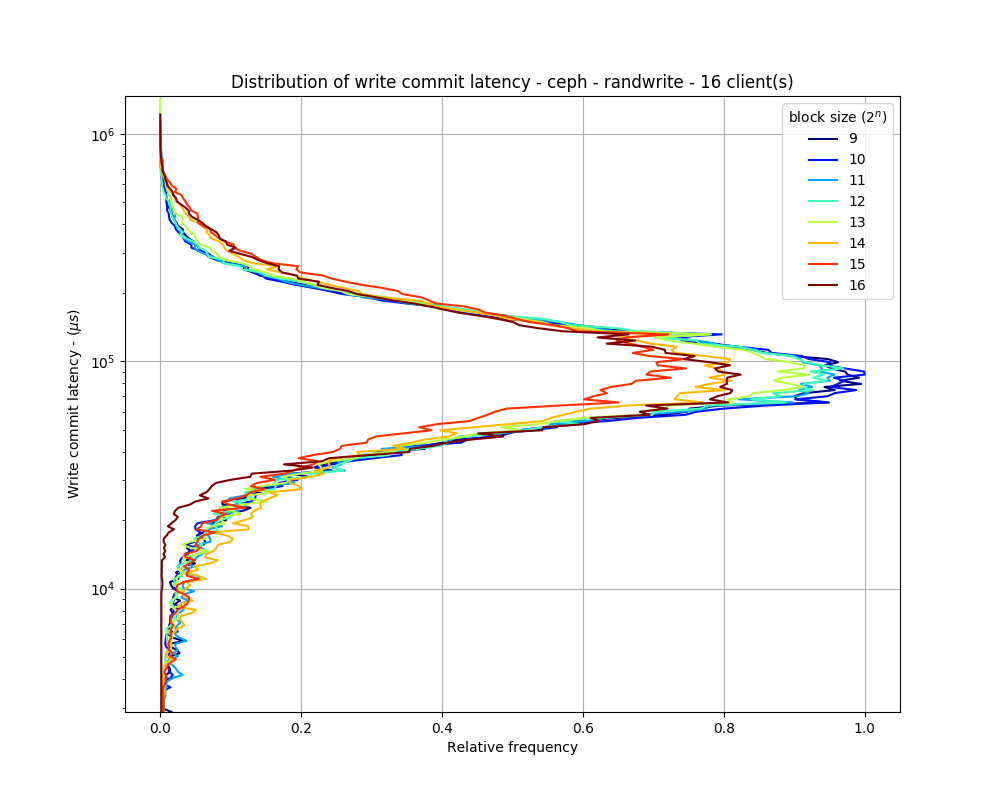 Distribution of write commit latency - ceph - randwrite - 16 client(s)
block size (2^n)
9
10
11
12
13
14
15
16
10^6
10^5
10^4
Write commit latency - (μs)
0.0 0.2 0.4 0.6 0.8 1.0
Relative frequency